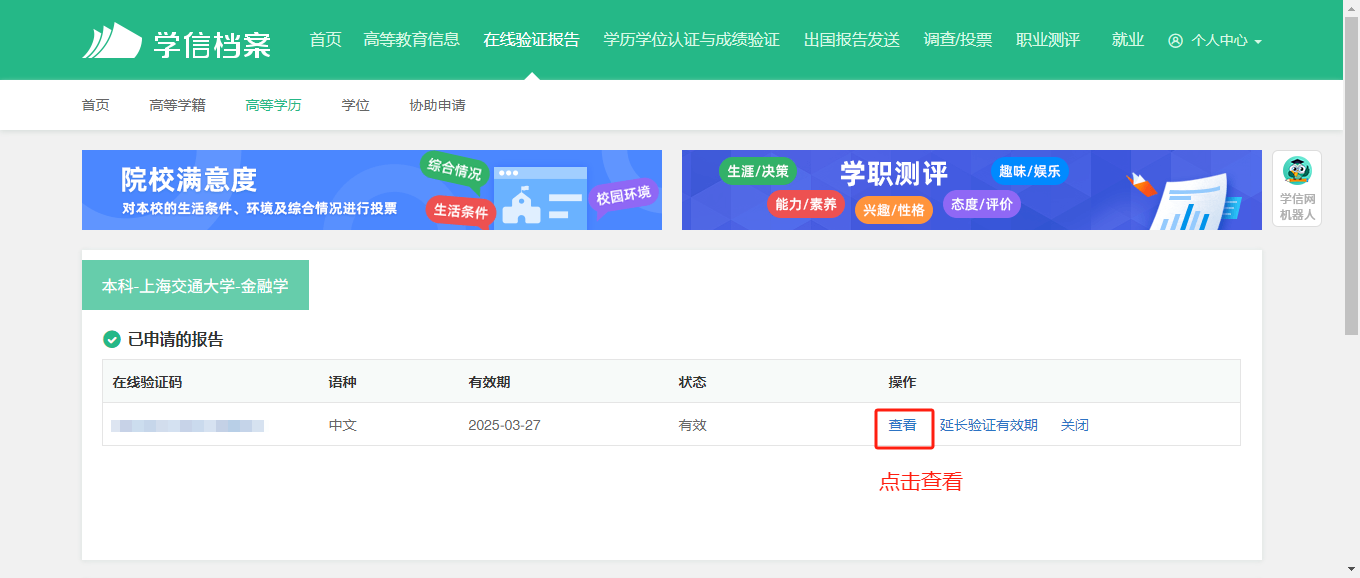 学信档案 首页 高等教育信息 在线验证报告 学历学位认证与成绩验证 出国报告发送 调查/投票 职业测评 就业 个人中心
首页 高等学籍 高等学历 学位 协助申请
院校满意度
对本校的生活条件、环境及综合情况进行投票
综合情况
生活条件
校园环境
生涯/决策
学职测评
趣味/娱乐
能力/素养
兴趣/性格
态度/评价
学信网
机器人
本科-上海交通大学-金融学
已申请的报告
在线验证码 语种 有效期 状态 操作
中文 2025-03-27 有效 查看 延长验证有效期 关闭
点击查看